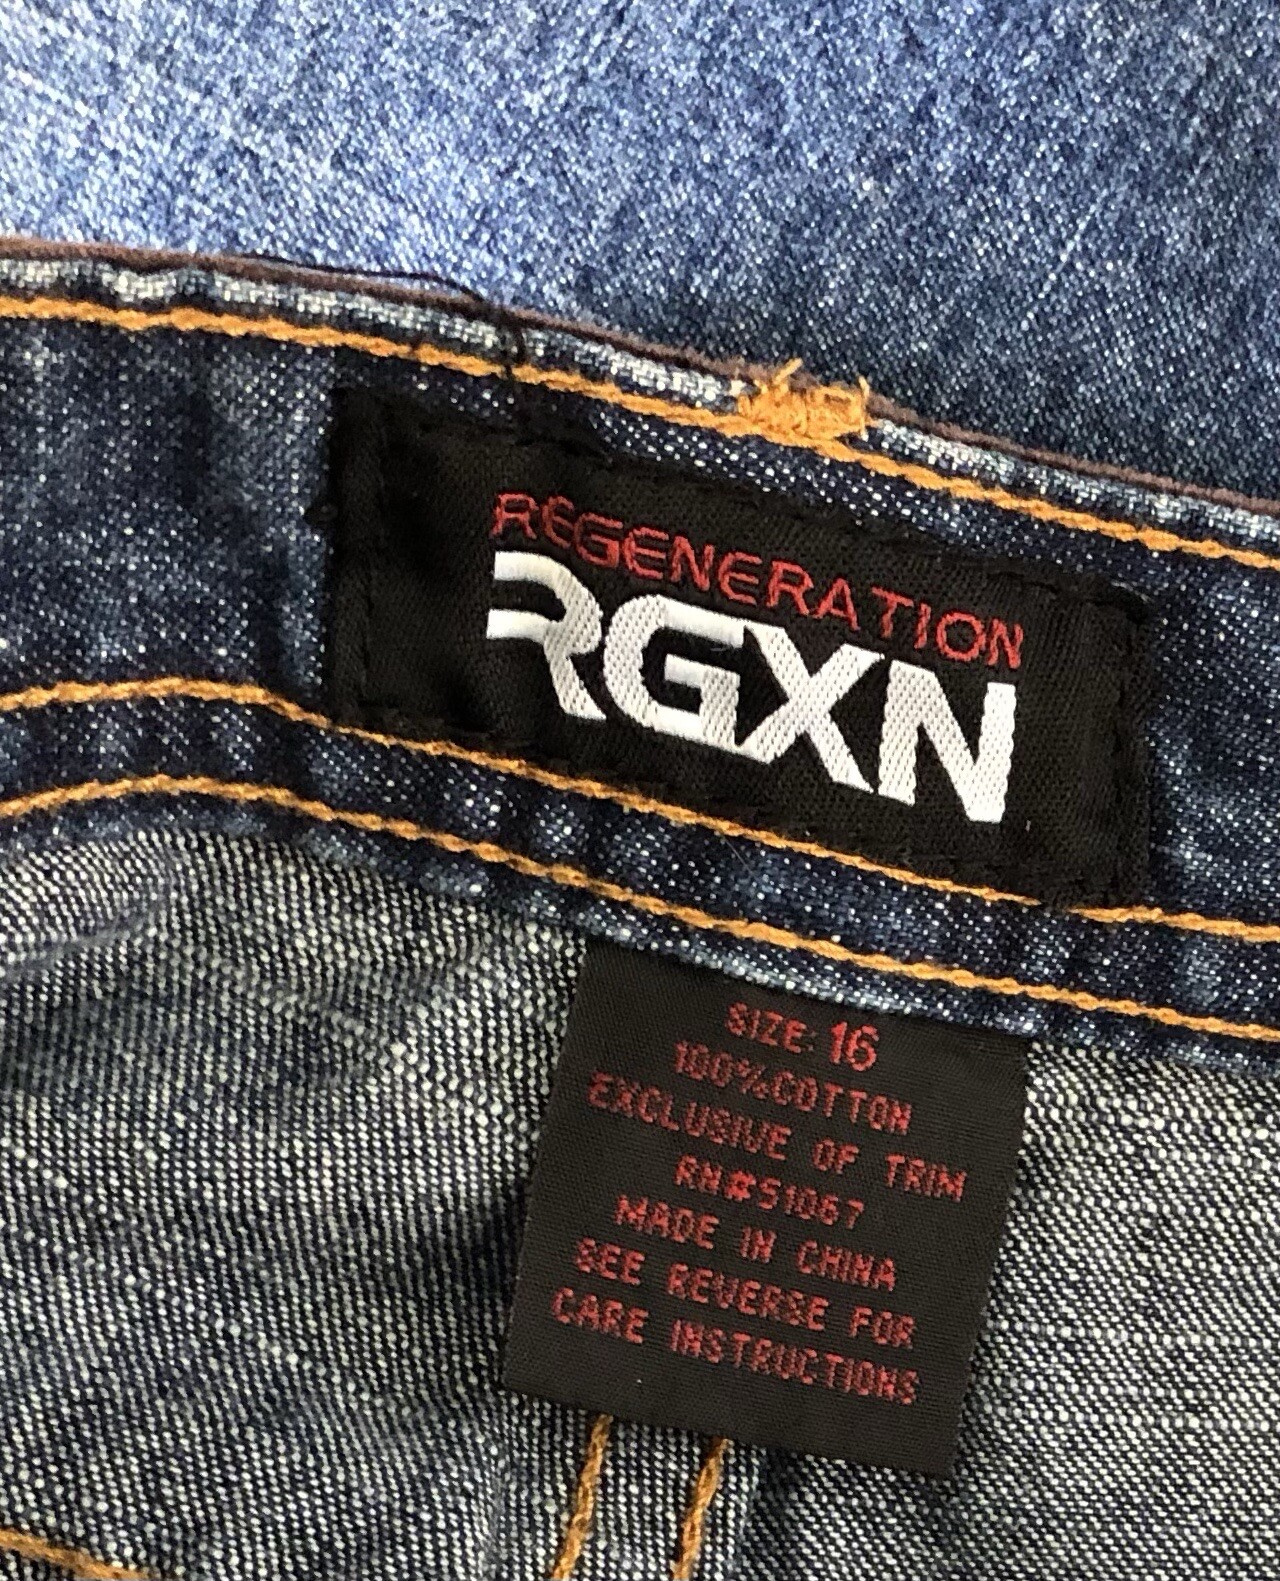 REGENERATION
RGXN
SIZE: 16
100%COTTON
EXCLUSIVE OF TRIM
RN#51067
MADE IN CHINA
SEE REVERSE FOR
CARE INSTRUCTIONS